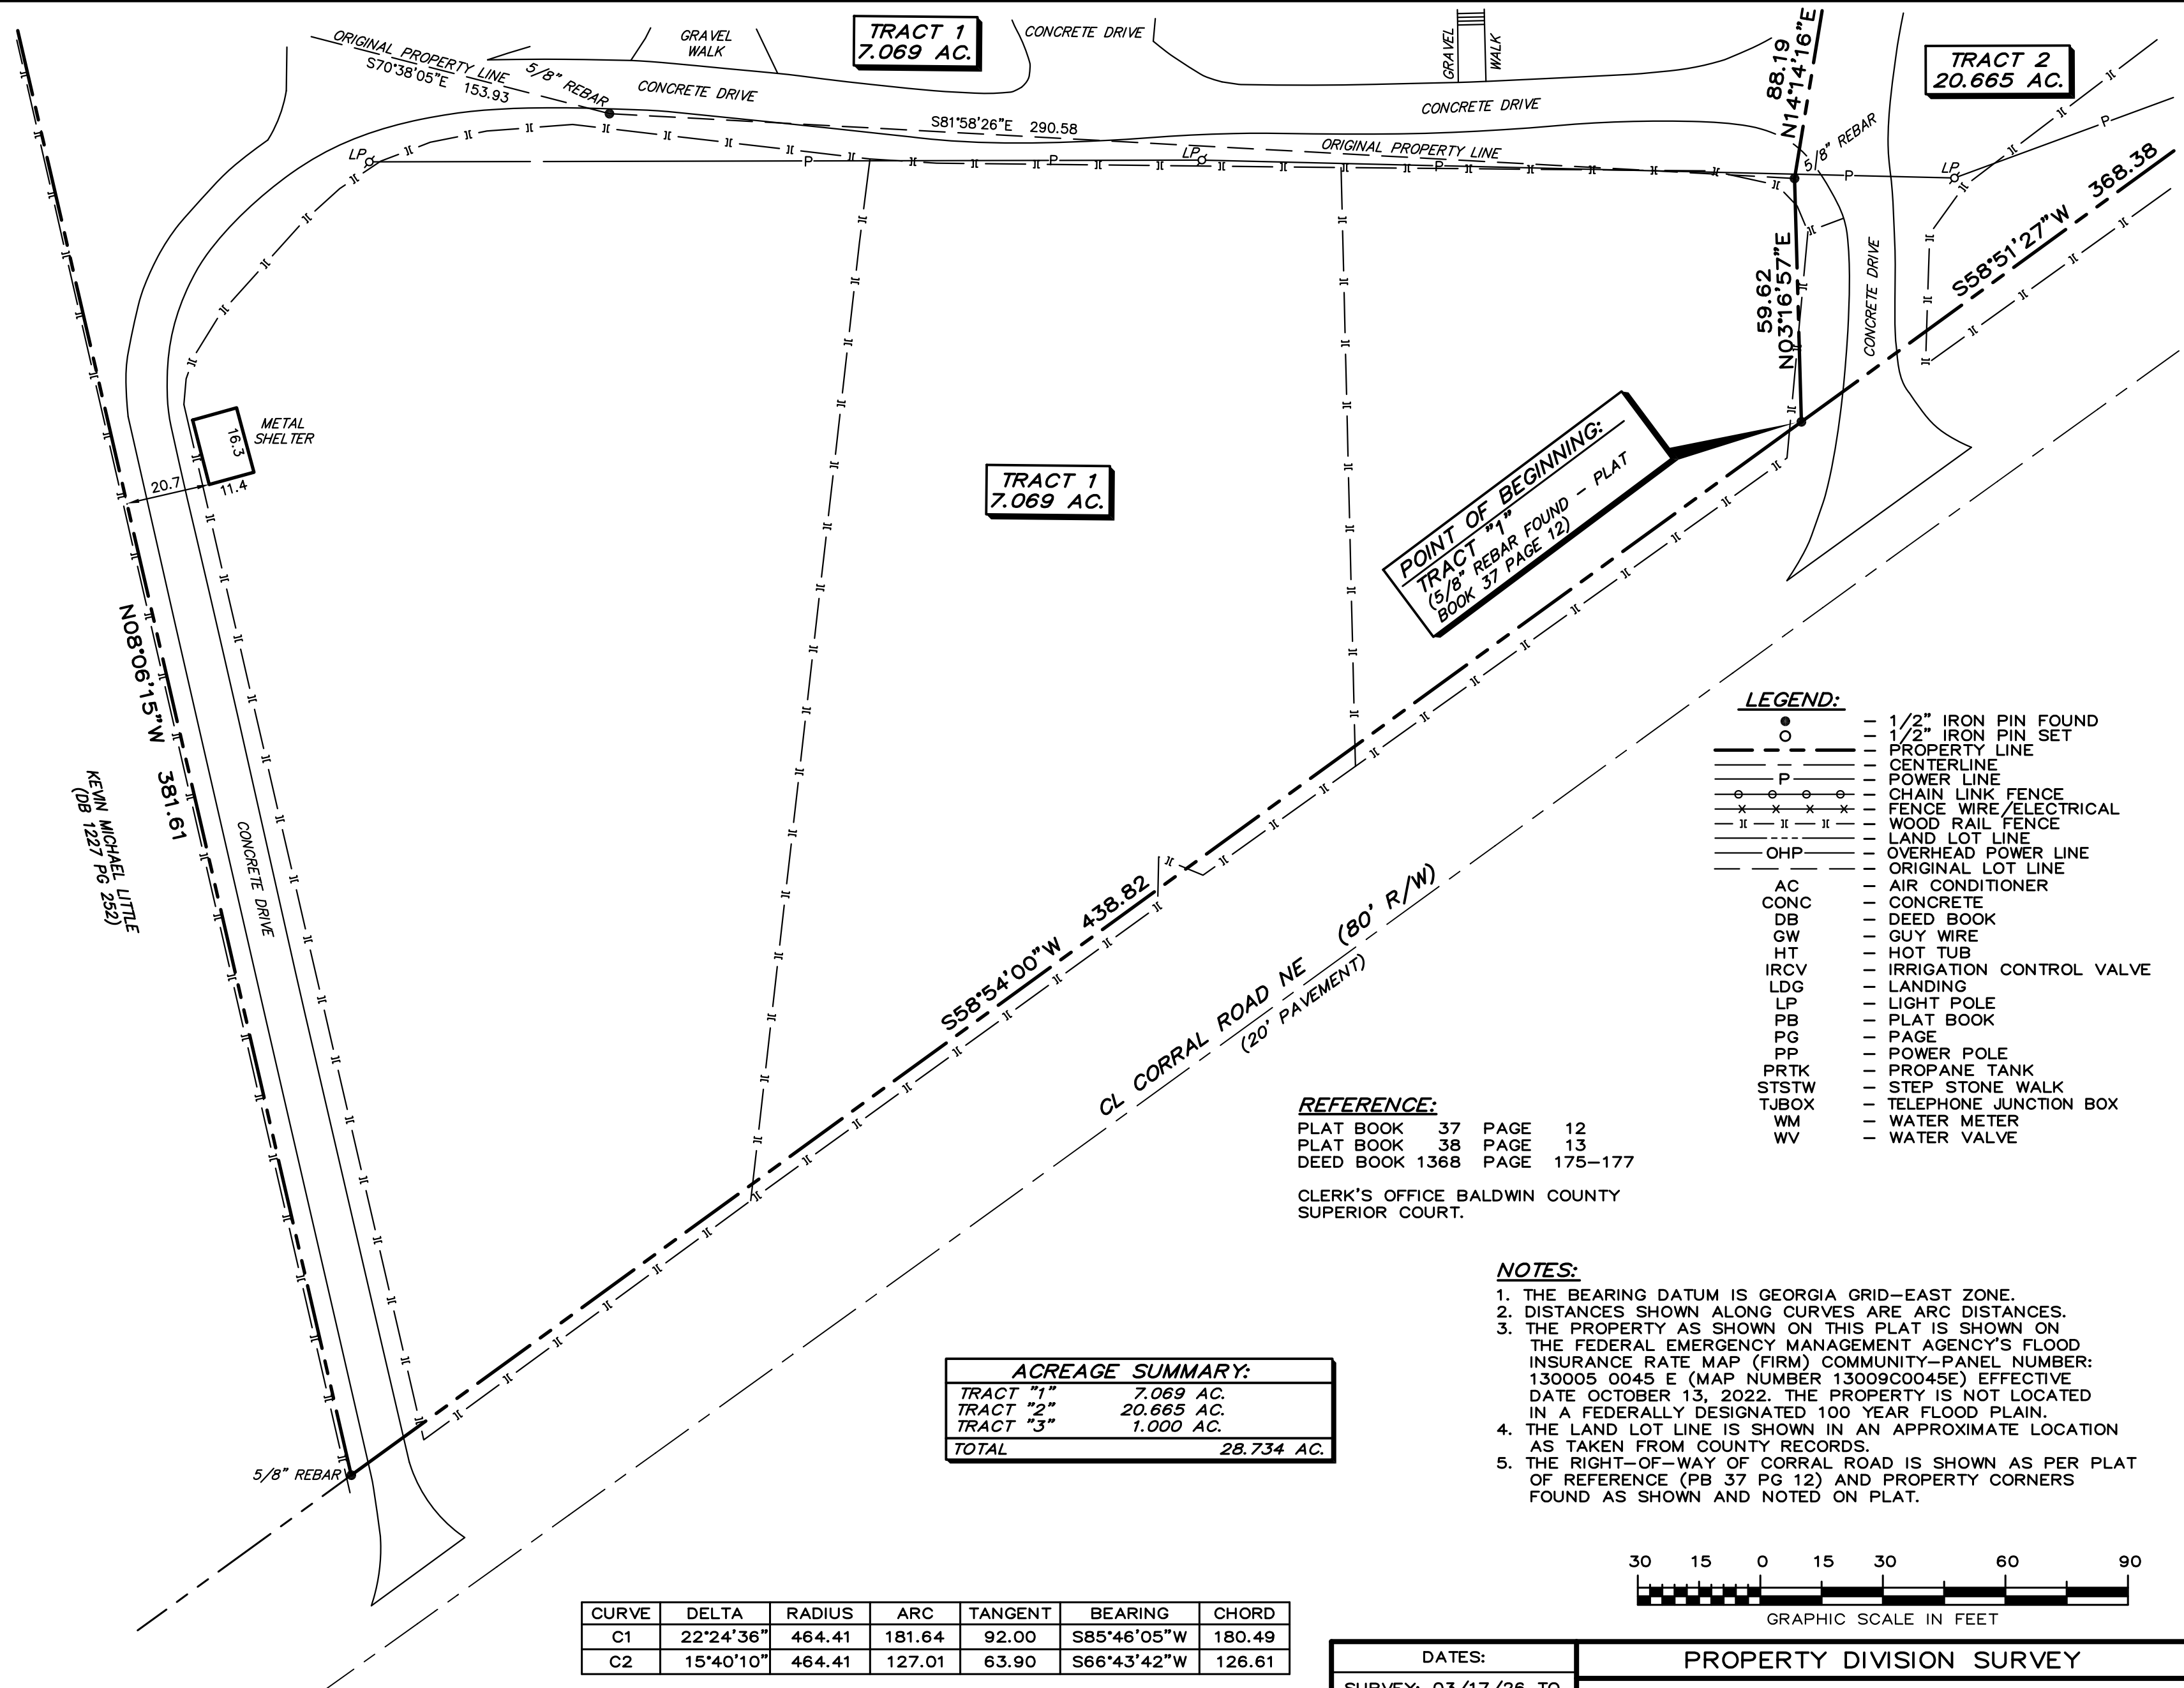 TRACT 1
7.069 AC.
GRAVEL
WALK
CONCRETE DRIVE
GRAVEL
WALK
88.19
N14°14'16"E
TRACT 2
20.665 AC.
ORIGINAL PROPERTY LINE
S70°38'05"E 153.93
5/8" REBAR
CONCRETE DRIVE
CONCRETE DRIVE
S81°58'26"E 290.58
ORIGINAL PROPERTY LINE
5/8" REBAR
LP
P
P
LP
P
P
LP
P
S58°51'27"W 368.38
59.62
N03°16'57"E
CONCRETE DRIVE
METAL
SHELTER
16.3
11.4
20.7
TRACT 1
7.069 AC.
POINT OF BEGINNING:
TRACT "1"
(5/8" REBAR FOUND - PLAT
BOOK 37 PAGE 12)
N08°06'15"W 381.61
KEVIN MICHAEL LITTLE
(DB 1227 PG 252)
CONCRETE DRIVE
S58°54'00"W 438.82
CL CORRAL ROAD NE (80' R/W)
(20' PAVEMENT)
LEGEND:
– 1/2" IRON PIN FOUND
– 1/2" IRON PIN SET
– PROPERTY LINE
– CENTERLINE
P – POWER LINE
– CHAIN LINK FENCE
X X X X – FENCE WIRE/ELECTRICAL
– WOOD RAIL FENCE
– LAND LOT LINE
OHP – OVERHEAD POWER LINE
– ORIGINAL LOT LINE
AC – AIR CONDITIONER
CONC – CONCRETE
DB – DEED BOOK
GW – GUY WIRE
HT – HOT TUB
IRCV – IRRIGATION CONTROL VALVE
LDG – LANDING
LP – LIGHT POLE
PB – PLAT BOOK
PG – PAGE
PP – POWER POLE
PRTK – PROPANE TANK
STSTW – STEP STONE WALK
TJBOX – TELEPHONE JUNCTION BOX
WM – WATER METER
WV – WATER VALVE
REFERENCE:
PLAT BOOK 37 PAGE 12
PLAT BOOK 38 PAGE 13
DEED BOOK 1368 PAGE 175–177
CLERK'S OFFICE BALDWIN COUNTY
SUPERIOR COURT.
NOTES:
1. THE BEARING DATUM IS GEORGIA GRID–EAST ZONE.
2. DISTANCES SHOWN ALONG CURVES ARE ARC DISTANCES.
3. THE PROPERTY AS SHOWN ON THIS PLAT IS SHOWN ON
THE FEDERAL EMERGENCY MANAGEMENT AGENCY'S FLOOD
INSURANCE RATE MAP (FIRM) COMMUNITY–PANEL NUMBER:
130005 0045 E (MAP NUMBER 13009C0045E) EFFECTIVE
DATE OCTOBER 13, 2022. THE PROPERTY IS NOT LOCATED
IN A FEDERALLY DESIGNATED 100 YEAR FLOOD PLAIN.
4. THE LAND LOT LINE IS SHOWN IN AN APPROXIMATE LOCATION
AS TAKEN FROM COUNTY RECORDS.
5. THE RIGHT–OF–WAY OF CORRAL ROAD IS SHOWN AS PER PLAT
OF REFERENCE (PB 37 PG 12) AND PROPERTY CORNERS
FOUND AS SHOWN AND NOTED ON PLAT.
ACREAGE SUMMARY:
TRACT "1" 7.069 AC.
TRACT "2" 20.665 AC.
TRACT "3" 1.000 AC.
TOTAL 28.734 AC.
5/8" REBAR
30 15 0 15 30 60 90
GRAPHIC SCALE IN FEET
CURVE DELTA RADIUS ARC TANGENT BEARING CHORD
C1 22°24'36" 464.41 181.64 92.00 S85°46'05"W 180.49
C2 15°40'10" 464.41 127.01 63.90 S66°43'42"W 126.61
DATES:
SURVEY: 03/17/26 TO
PROPERTY DIVISION SURVEY